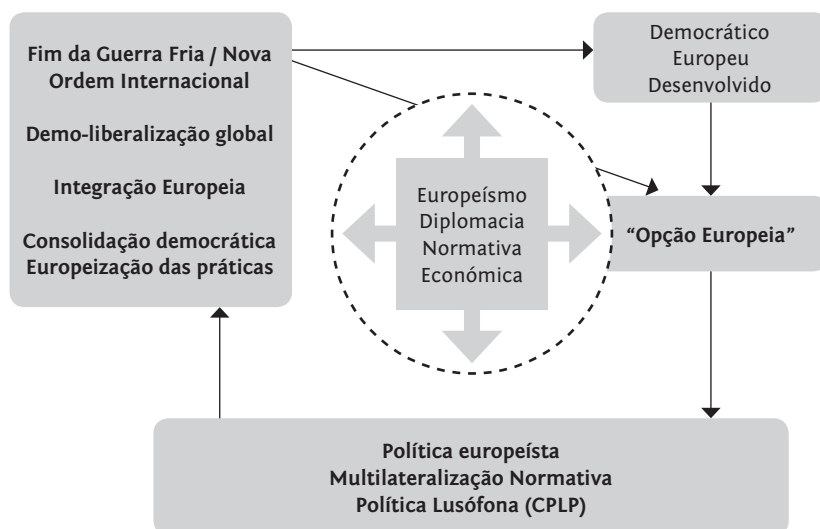 Fim da Guerra Fria / Nova
Ordem Internacional
Demo-liberalização global
Integração Europeia
Consolidação democrática
Europeização das práticas
Democrático
Europeu
Desenvolvido
Europeísmo
Diplomacia
Normativa
Económica
“Opção Europeia”
Política europeísta
Multilateralização Normativa
Política Lusófona (CPLP)